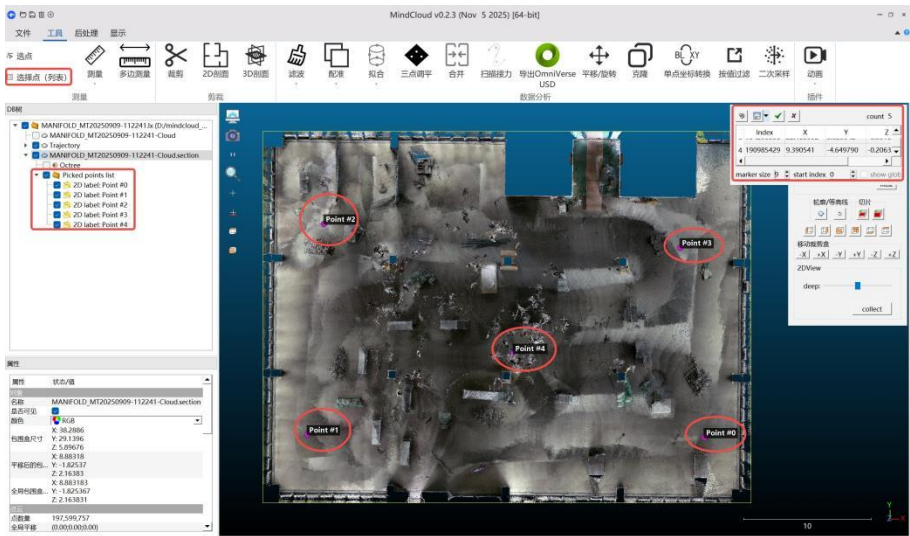 MindCloud v0.2.3 (Nov 5 2025) [64-bit]
文件 工具 后处理 显示
选点
选择点（列表）
测量 多边测量 裁剪 2D剖面 3D剖面 滤波 配准 拟合 三点调平 合并 扫描接力 导出OmniVerse USD 平移/旋转 克隆 单点坐标转换 按值过滤 二次采样 动画
测量 剪裁 数据分析 插件
DB树
MANIFOLD_MT20250909-112241.lx (D:/mindcloud_...
MANIFOLD_MT20250909-112241-Cloud
Trajectory
MANIFOLD_MT20250909-112241-Cloud.section
Octree
Picked points list
2D label: Point #0
2D label: Point #1
2D label: Point #2
2D label: Point #3
2D label: Point #4
属性
属性 状态/值
名称 MANIFOLD_MT20250909-112241-Cloud.section
是否可见
颜色 RGB
包围盒尺寸
X: 38.2886
Y: 29.1396
Z: 5.89676
平移后的包...
X: 8.88318
Y: -1.82537
Z: 2.16383
全局包围盒...
X: 8.883183
Y: -1.825367
Z: 2.163831
点数量 197,599,757
全局平移 (0.00;0.00;0.00)
Point #2
Point #3
Point #4
Point #1
Point #0
10
Y
Z
X
count 5
Index X Y Z
4 190985429 9.390541 -4.649790 -0.2063
marker size 9 start index 0 show glob
轮廓/等高线 切片
移动裁剪盒
-X +X -Y +Y -Z +Z
2DView
deep:
collect